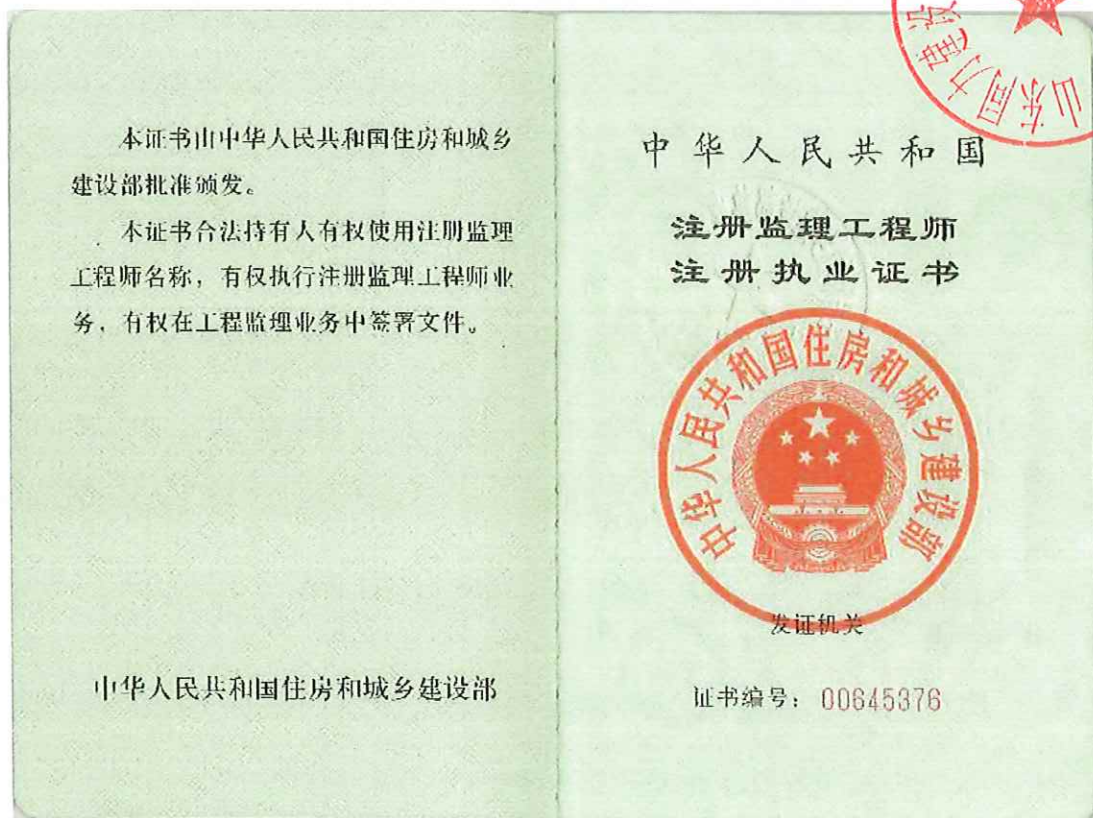 本证书由中华人民共和国住房和城乡
建设部批准颁发。
本证书合法持有人有权使用注册监理
工程师名称，有权执行注册监理工程师业
务，有权在工程监理业务中签署文件。
中华人民共和国住房和城乡建设部
山东同力建设
中华人民共和国
注册监理工程师
注册执业证书
中华人民共和国住房和城乡建设部
发证机关
证书编号：00645376